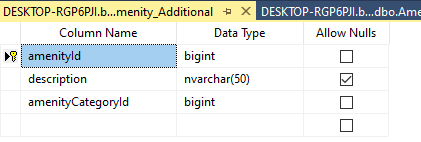 DESKTOP-RGP6PJI.b...menity_Additional DESKTOP-RGP6PJI.b...dbo.Ame
Column Name Data Type Allow Nulls
amenityId bigint
description nvarchar(50)
amenityCategoryId bigint